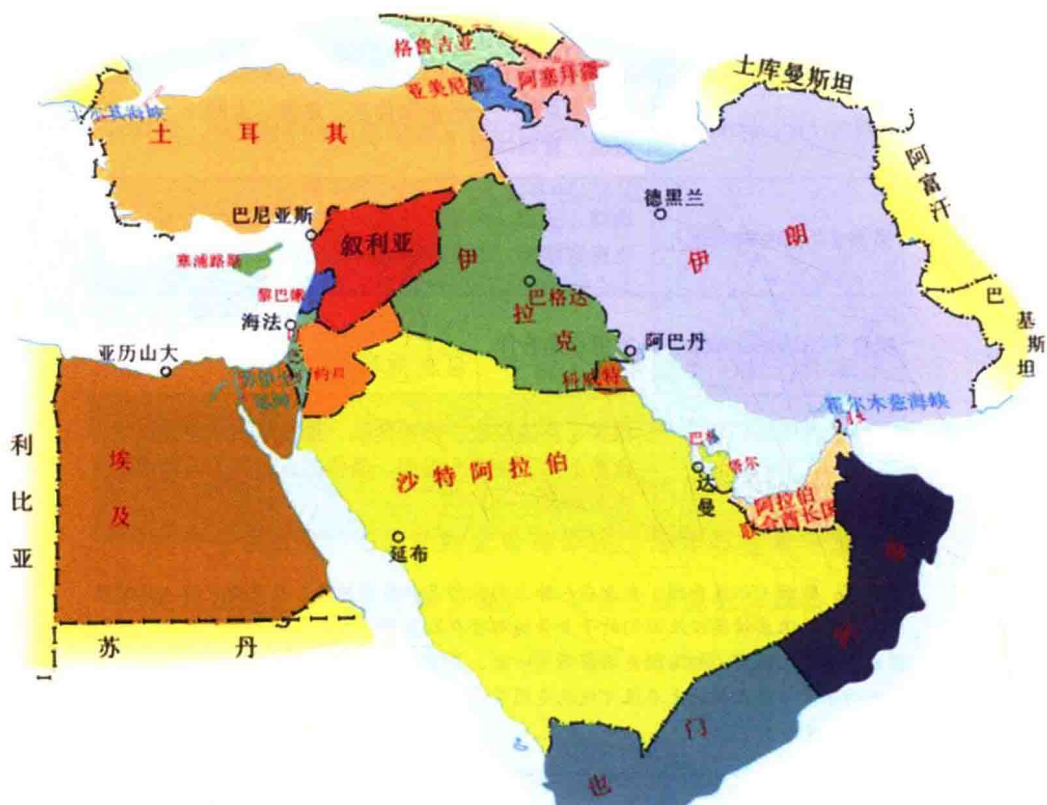 格鲁吉亚
亚美尼亚
阿塞拜疆
土库曼斯坦
土耳其海峡
土耳其
阿富汗
德黑兰
巴尼亚斯
叙利亚
伊朗
塞浦路斯
伊拉克
巴格达
黎巴嫩
海法
阿巴丹
巴基斯坦
亚历山大
约旦
科威特
霍尔木兹海峡
利比亚
埃及
沙特阿拉伯
达曼
阿拉伯
联合酋长国
延布
苏丹
也门